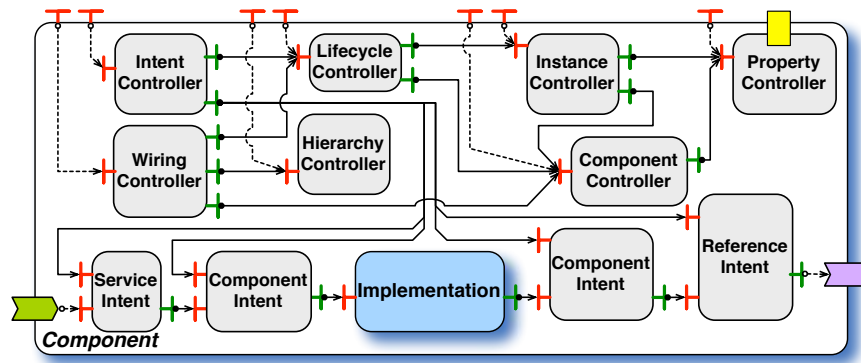 Intent
Controller
Lifecycle
Controller
Instance
Controller
Property
Controller
Wiring
Controller
Hierarchy
Controller
Component
Controller
Service
Intent
Component
Intent
Implementation
Component
Intent
Reference
Intent
Component